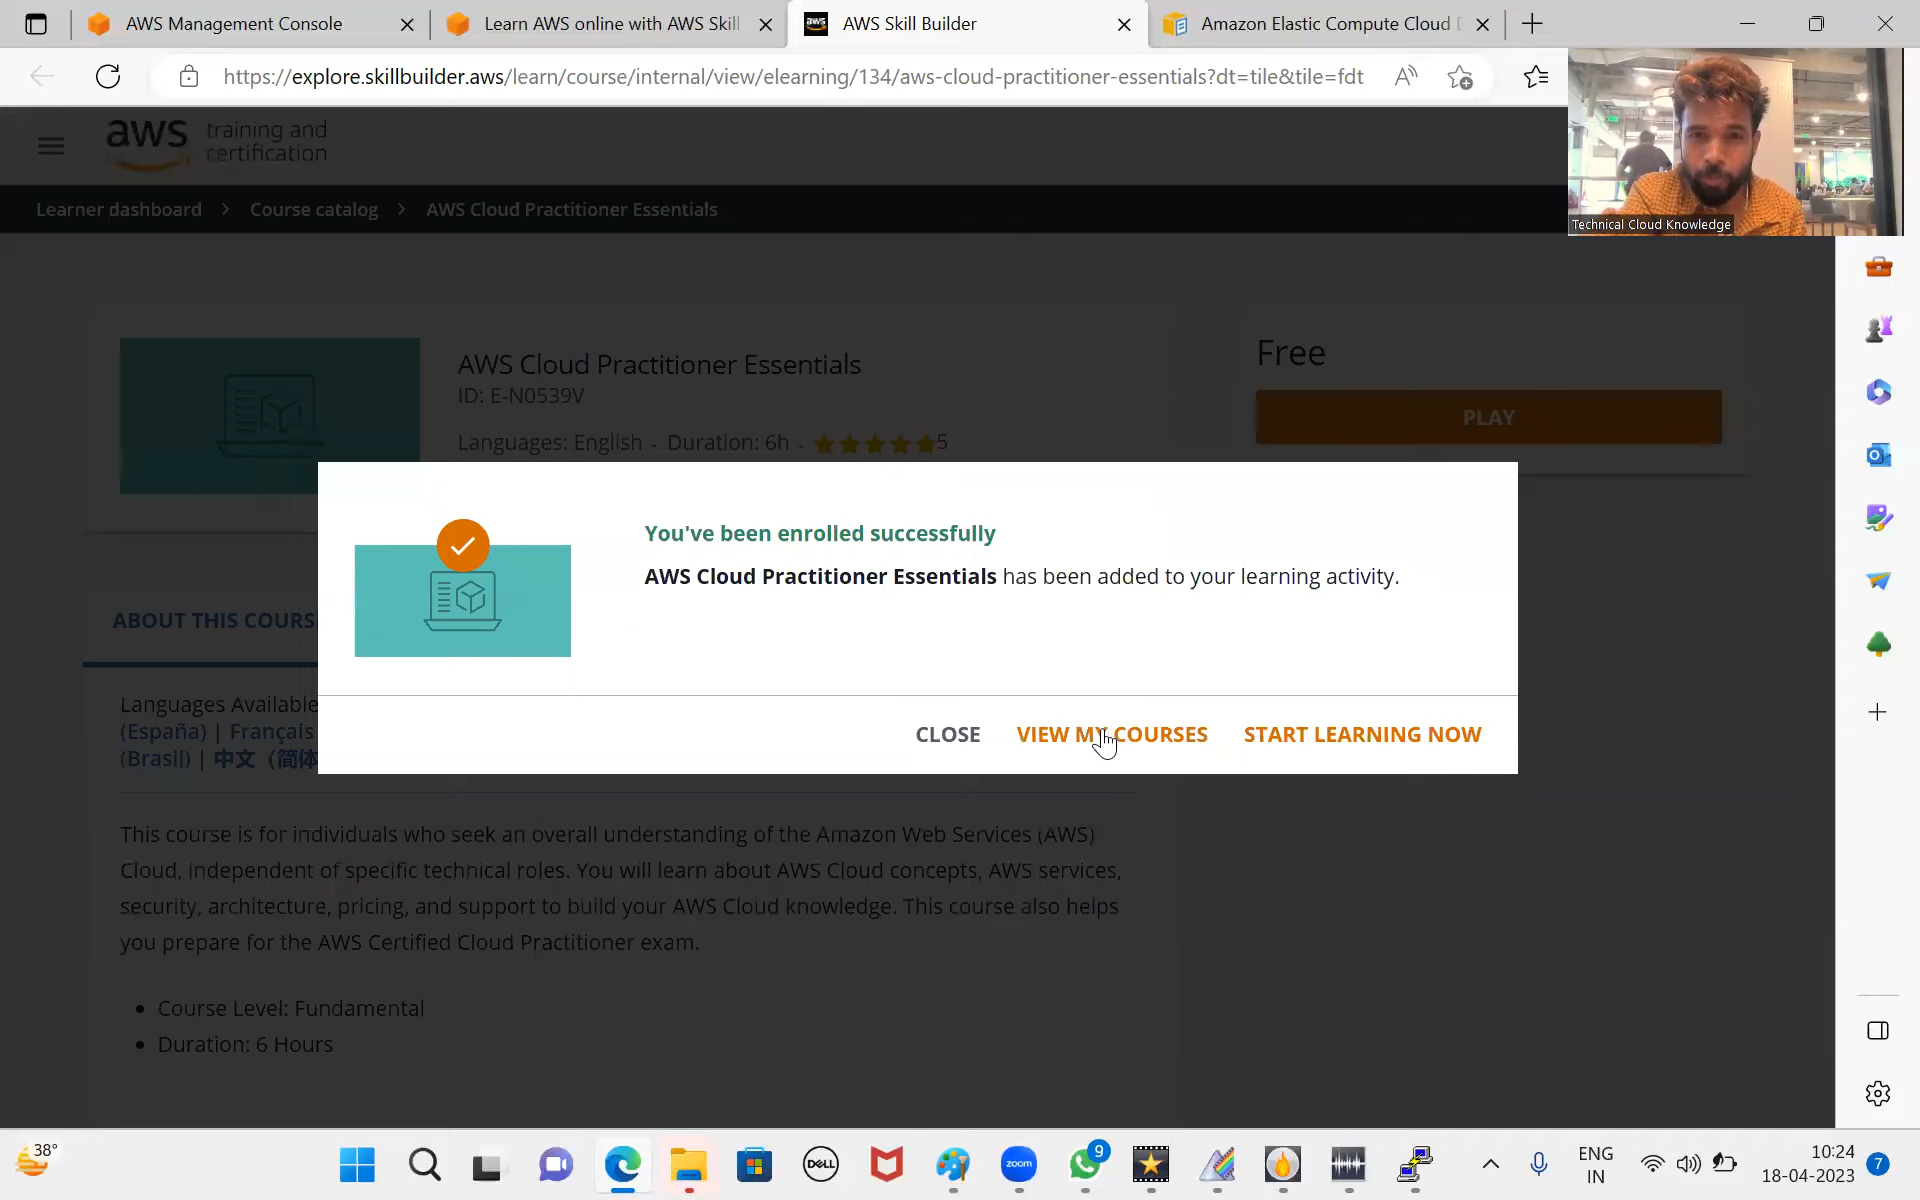 AWS Management Console
Learn AWS online with AWS Skil
AWS Skill Builder
Amazon Elastic Compute Cloud
https://explore.skillbuilder.aws/learn/course/internal/view/elearning/134/aws-cloud-practitioner-essentials?dt=tile&tile=fdt
aws training and certification
Technical Cloud Knowledge
Learner dashboard > Course catalog > AWS Cloud Practitioner Essentials
AWS Cloud Practitioner Essentials
ID: E-N0539V
Languages: English - Duration: 6h - 5
Free
PLAY
You've been enrolled successfully
AWS Cloud Practitioner Essentials has been added to your learning activity.
CLOSE
VIEW MY COURSES
START LEARNING NOW
ABOUT THIS COURS
Languages Available
(España) | Français
(Brasil) | 中文 (简体
This course is for individuals who seek an overall understanding of the Amazon Web Services (AWS)
Cloud, independent of specific technical roles. You will learn about AWS Cloud concepts, AWS services,
security, architecture, pricing, and support to build your AWS Cloud knowledge. This course also helps
you prepare for the AWS Certified Cloud Practitioner exam.
• Course Level: Fundamental
• Duration: 6 Hours
38°
DELL
zoom
9
ENG
IN
10:24
18-04-2023
7